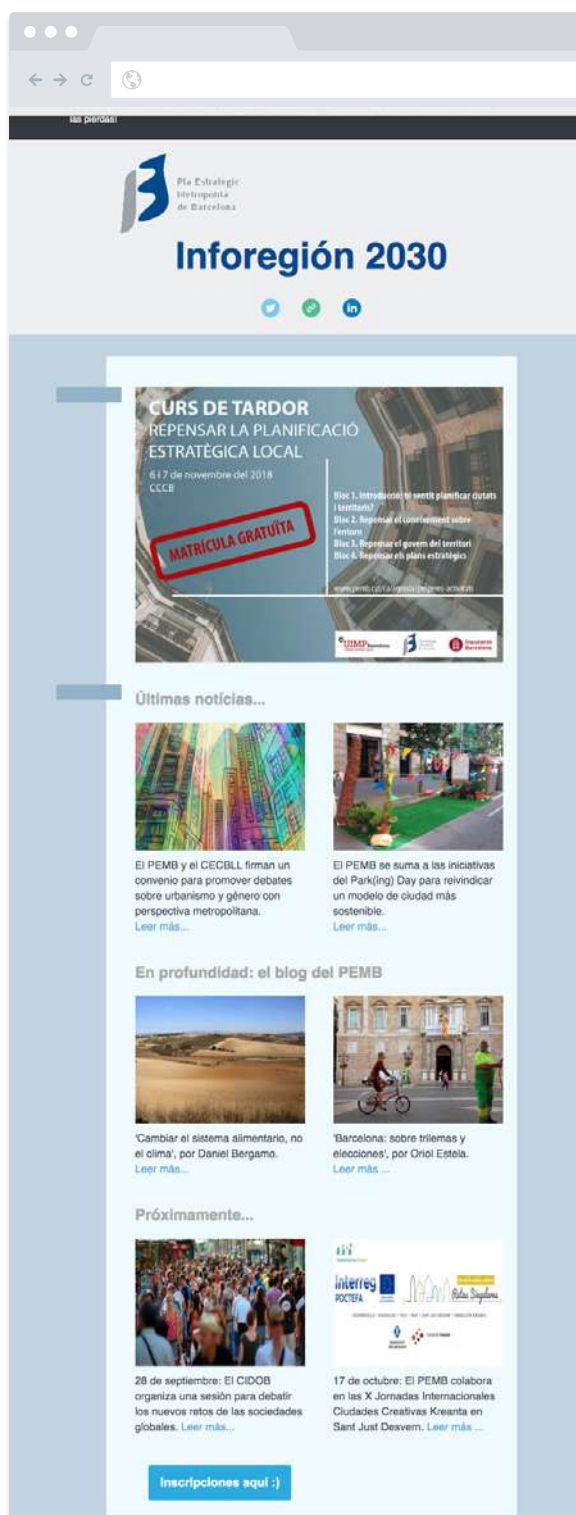 las pierdas!
Pla Estratègic
Metropolità
de Barcelona
Inforegión 2030
in
CURS DE TARDOR
REPENSAR LA PLANIFICACIÓ
ESTRATÈGICA LOCAL
6 i 7 de novembre del 2018
CCCB
MATRÍCULA GRATUÏTA
Bloc 1. Introducció: té sentit planificar ciutats
i territoris?
Bloc 2. Repensar el coneixement sobre
l'entorn
Bloc 3. Repensar el govern del territori
Bloc 4. Repensar els plans estratègics
UIMP Barcelona
Diputació
Barcelona
Últimas notícias...
El PEMB y el CECBLL firman un
convenio para promover debates
sobre urbanismo y género con
perspectiva metropolitana.
Leer más...
El PEMB se suma a las iniciativas
del Park(ing) Day para reivindicar
un modelo de ciudad más
sostenible.
Leer más...
En profundidad: el blog del PEMB
'Cambiar el sistema alimentario, no
el clima', por Daniel Bergamo.
Leer más...
'Barcelona: sobre trilemas y
elecciones', por Oriol Estela.
Leer más ...
Próximamente...
Interreg
POCTEFA
Rutas Singulares
28 de septiembre: El CIDOB
organiza una sesión para debatir
los nuevos retos de las sociedades
globales. Leer más...
17 de octubre: El PEMB colabora
en las X Jornadas Internacionales
Ciudades Creativas Kreanta en
Sant Just Desvern. Leer más ...
Inscripciones aquí :)